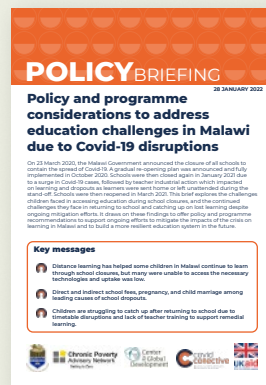 POLICY BRIEFING
28 JANUARY 2022
Policy and programme
considerations to address
education challenges in Malawi
due to Covid-19 disruptions
On 23 March 2020, the Malawi Government announced the closure of all schools to
contain the spread of Covid-19. A gradual re-opening plan was announced and fully
implemented in October 2020. Schools were then closed again in January 2021 due
to a surge in Covid-19 cases, followed by teacher industrial action which impacted
on learning and dropouts as learners were sent home or left unattended during the
stand-off. Schools were then reopened in March 2021. This brief explores the challenges
children faced in accessing education during school closures, and the continued
challenges they face in returning to school and catching up on lost learning despite
ongoing mitigation efforts. It draws on these findings to offer policy and programme
recommendations to support ongoing efforts to mitigate the impacts of the crisis on
learning in Malawi and to build a more resilient education system in the future.
Key messages
Distance learning has helped some children in Malawi continue to learn
through school closures, but many were unable to access the necessary
technologies and uptake was low.
Direct and indirect school fees, pregnancy, and child marriage among
leading causes of school dropouts.
Children are struggling to catch up after returning to school due to
timetable disruptions and lack of teacher training to support remedial
learning.
Chronic Poverty
Advisory Network
Center
Global
Development
covid
collective
UKaid